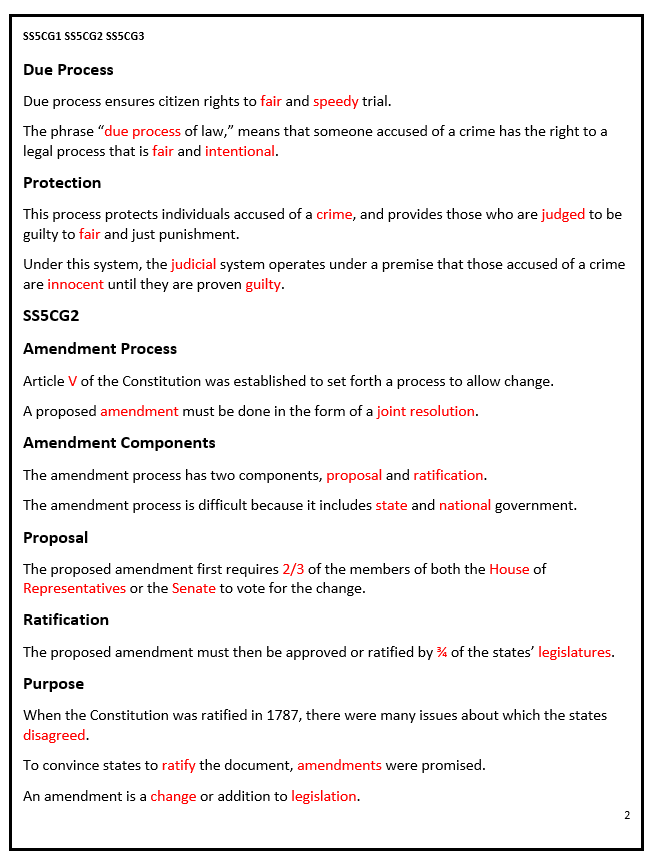 SS5CG1 SS5CG2 SS5CG3
Due Process
Due process ensures citizen rights to fair and speedy trial.
The phrase “due process of law,” means that someone accused of a crime has the right to a
legal process that is fair and intentional.
Protection
This process protects individuals accused of a crime, and provides those who are judged to be
guilty to fair and just punishment.
Under this system, the judicial system operates under a premise that those accused of a crime
are innocent until they are proven guilty.
SS5CG2
Amendment Process
Article V of the Constitution was established to set forth a process to allow change.
A proposed amendment must be done in the form of a joint resolution.
Amendment Components
The amendment process has two components, proposal and ratification.
The amendment process is difficult because it includes state and national government.
Proposal
The proposed amendment first requires 2/3 of the members of both the House of
Representatives or the Senate to vote for the change.
Ratification
The proposed amendment must then be approved or ratified by ¾ of the states’ legislatures.
Purpose
When the Constitution was ratified in 1787, there were many issues about which the states
disagreed.
To convince states to ratify the document, amendments were promised.
An amendment is a change or addition to legislation.
2